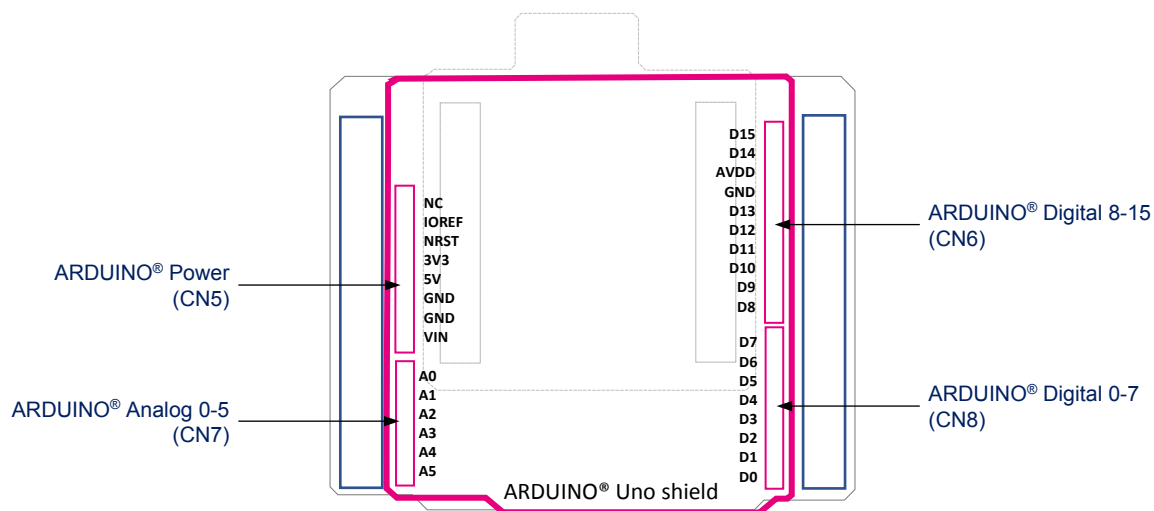 D15
D14
AVDD
GND
D13
D12
D11
D10
D9
D8
NC
IOREF
NRST
3V3
5V
GND
GND
VIN
ARDUINO® Power
(CN5)
ARDUINO® Digital 8-15
(CN6)
D7
D6
D5
D4
D3
D2
D1
D0
A0
A1
A2
A3
A4
A5
ARDUINO® Analog 0-5
(CN7)
ARDUINO® Digital 0-7
(CN8)
ARDUINO® Uno shield